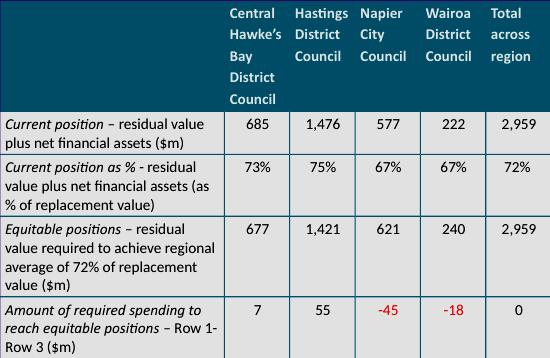 Central Hawke's Bay District Council
Hastings District Council
Napier City Council
Wairoa District Council
Total across region
Current position – residual value plus net financial assets ($m) 685 1,476 577 222 2,959
Current position as % - residual value plus net financial assets (as % of replacement value) 73% 75% 67% 67% 72%
Equitable positions – residual value required to achieve regional average of 72% of replacement value ($m) 677 1,421 621 240 2,959
Amount of required spending to reach equitable positions – Row 1- Row 3 ($m) 7 55 -45 -18 0